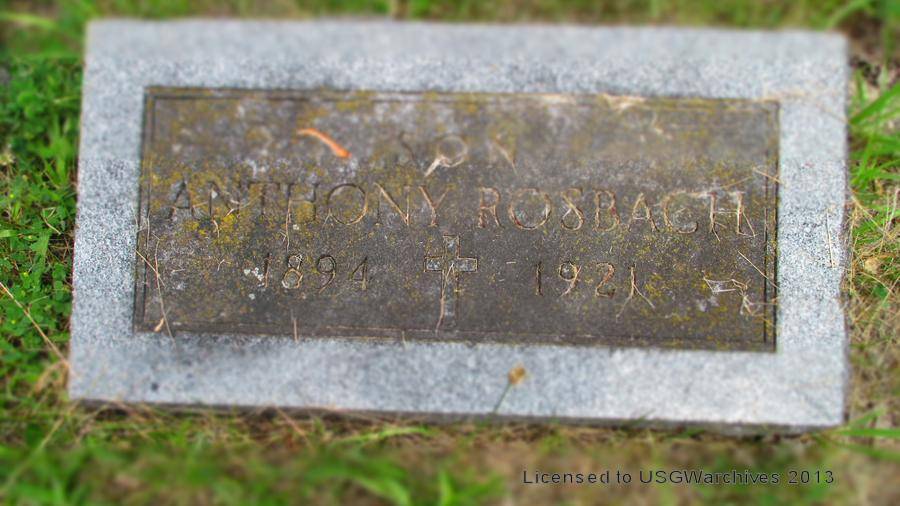 SON
ANTHONY ROSBACH
1894 1921
Licensed to USGWarchives 2013